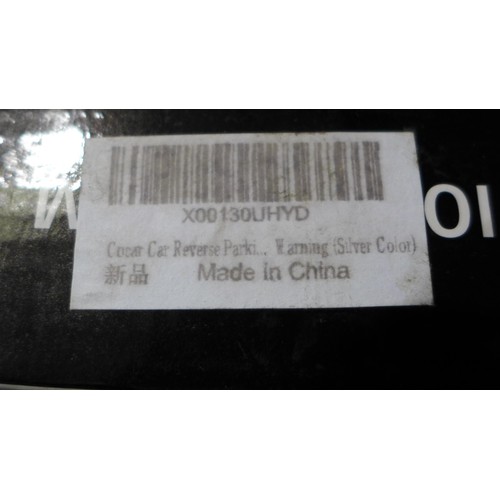 X00130UHYD
Car Reverse Parki... Warning (Silver Color)
新品 Made in China